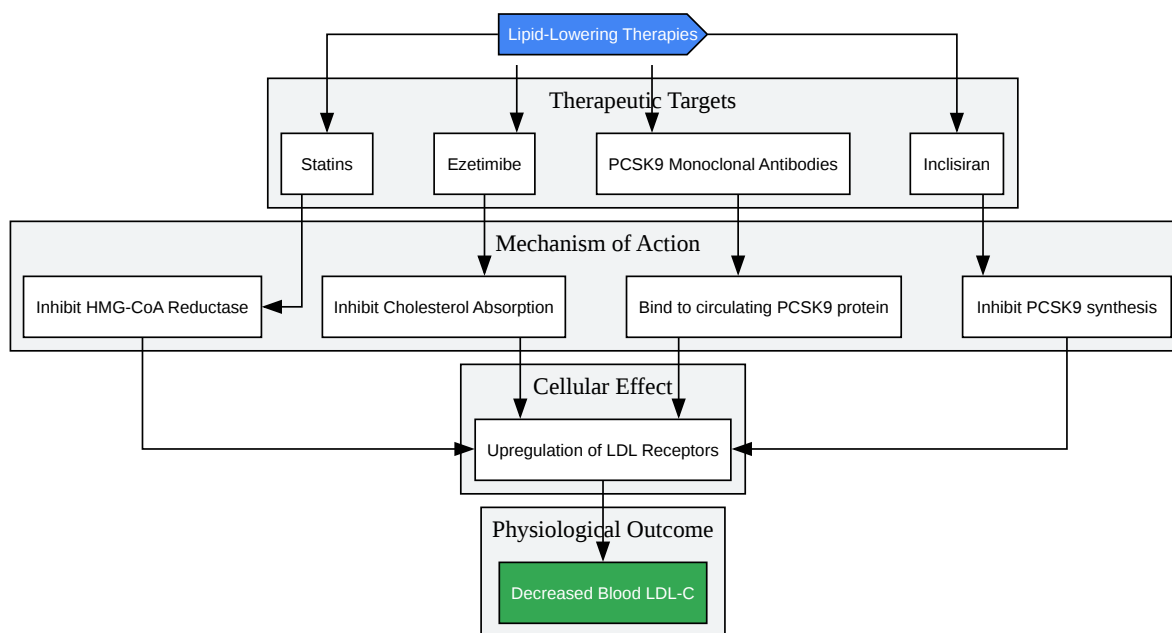 Lipid-Lowering Therapies
Therapeutic Targets
Statins
Ezetimibe
PCSK9 Monoclonal Antibodies
Inclisiran
Mechanism of Action
Inhibit HMG-CoA Reductase
Inhibit Cholesterol Absorption
Bind to circulating PCSK9 protein
Inhibit PCSK9 synthesis
Cellular Effect
Upregulation of LDL Receptors
Physiological Outcome
Decreased Blood LDL-C